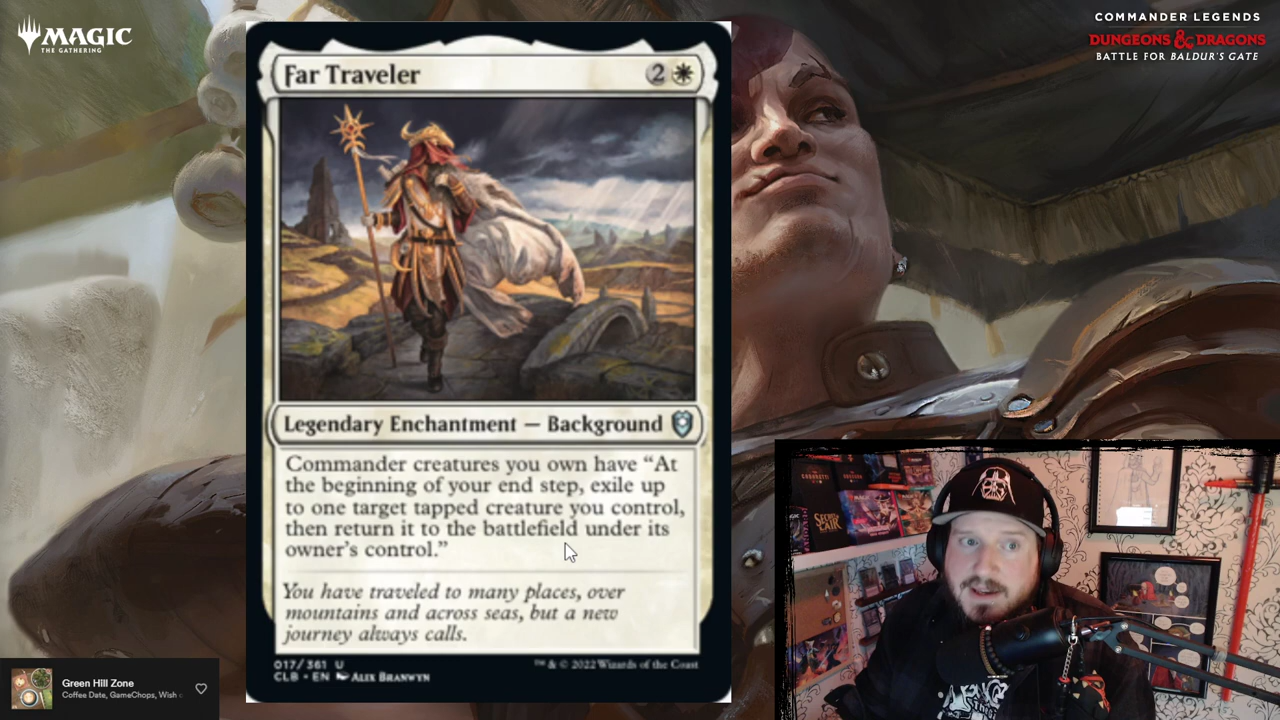 MAGIC
THE GATHERING
COMMANDER LEGENDS
DUNGEONS & DRAGONS
BATTLE FOR BALDUR'S GATE
Far Traveler
2
Legendary Enchantment — Background
Commander creatures you own have “At
the beginning of your end step, exile up
to one target tapped creature you control,
then return it to the battlefield under its
owner's control.”
You have traveled to many places, over
mountains and across seas, but a new
journey always calls.
017/361 U
CLB • EN ALIX BRANWYN
™ & © 2022 Wizards of the Coast
SECRET
LAIR
Green Hill Zone
Coffee Date, GameChops, Wish